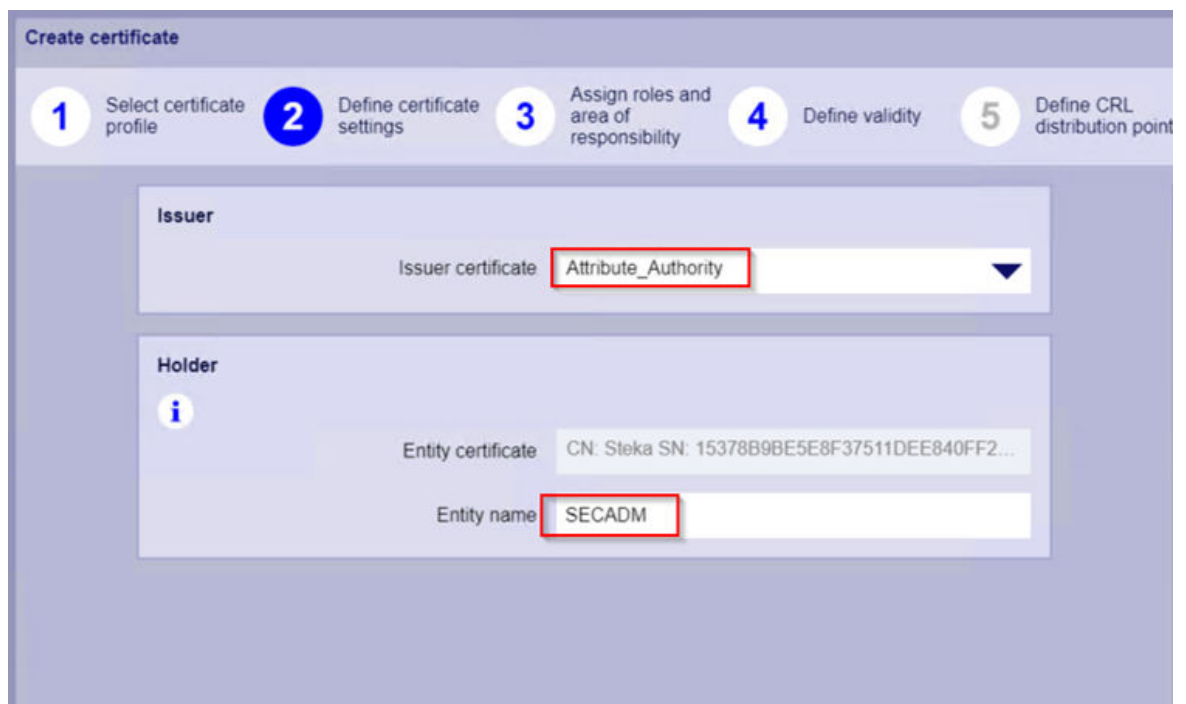 Create certificate
1
Select certificate
profile
2
Define certificate
settings
3
Assign roles and
area of
responsibility
4
Define validity
5
Define CRL
distribution point
Issuer
Issuer certificate
Attribute_Authority
Holder
i
Entity certificate
CN: Steka SN: 15378B9BE5E8F37511DEE840FF2...
Entity name
SECADM